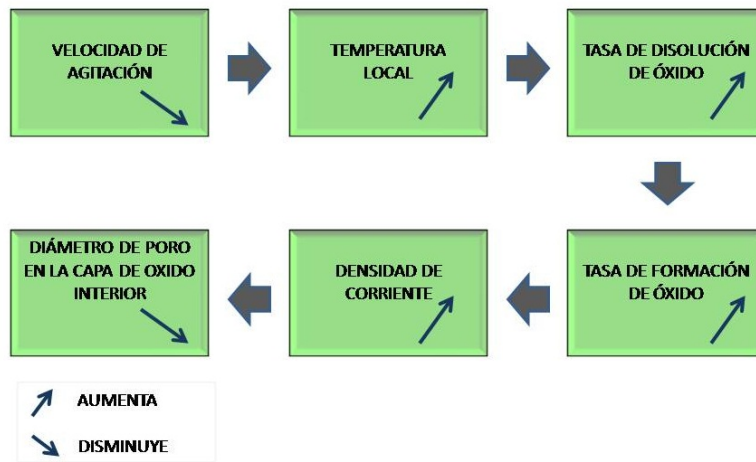 VELOCIDAD DE
AGITACIÓN
TEMPERATURA
LOCAL
TASA DE DISOLUCIÓN
DE ÓXIDO
DIÁMETRO DE PORO
EN LA CAPA DE OXIDO
INTERIOR
DENSIDAD DE
CORRIENTE
TASA DE FORMACIÓN
DE ÓXIDO
AUMENTA
DISMINUYE